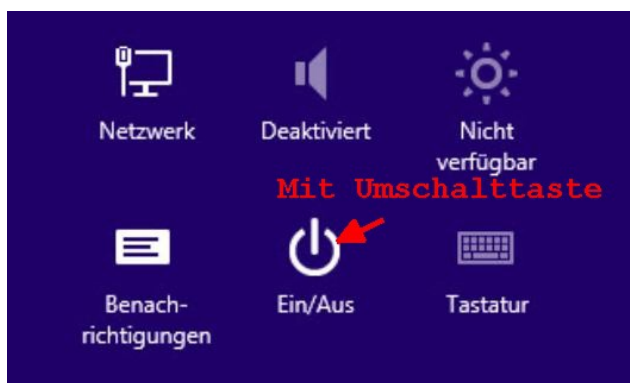 Netzwerk
Deaktiviert
Nicht
verfügbar
Mit Umschalttaste
Benach-
richtigungen
Ein/Aus
Tastatur